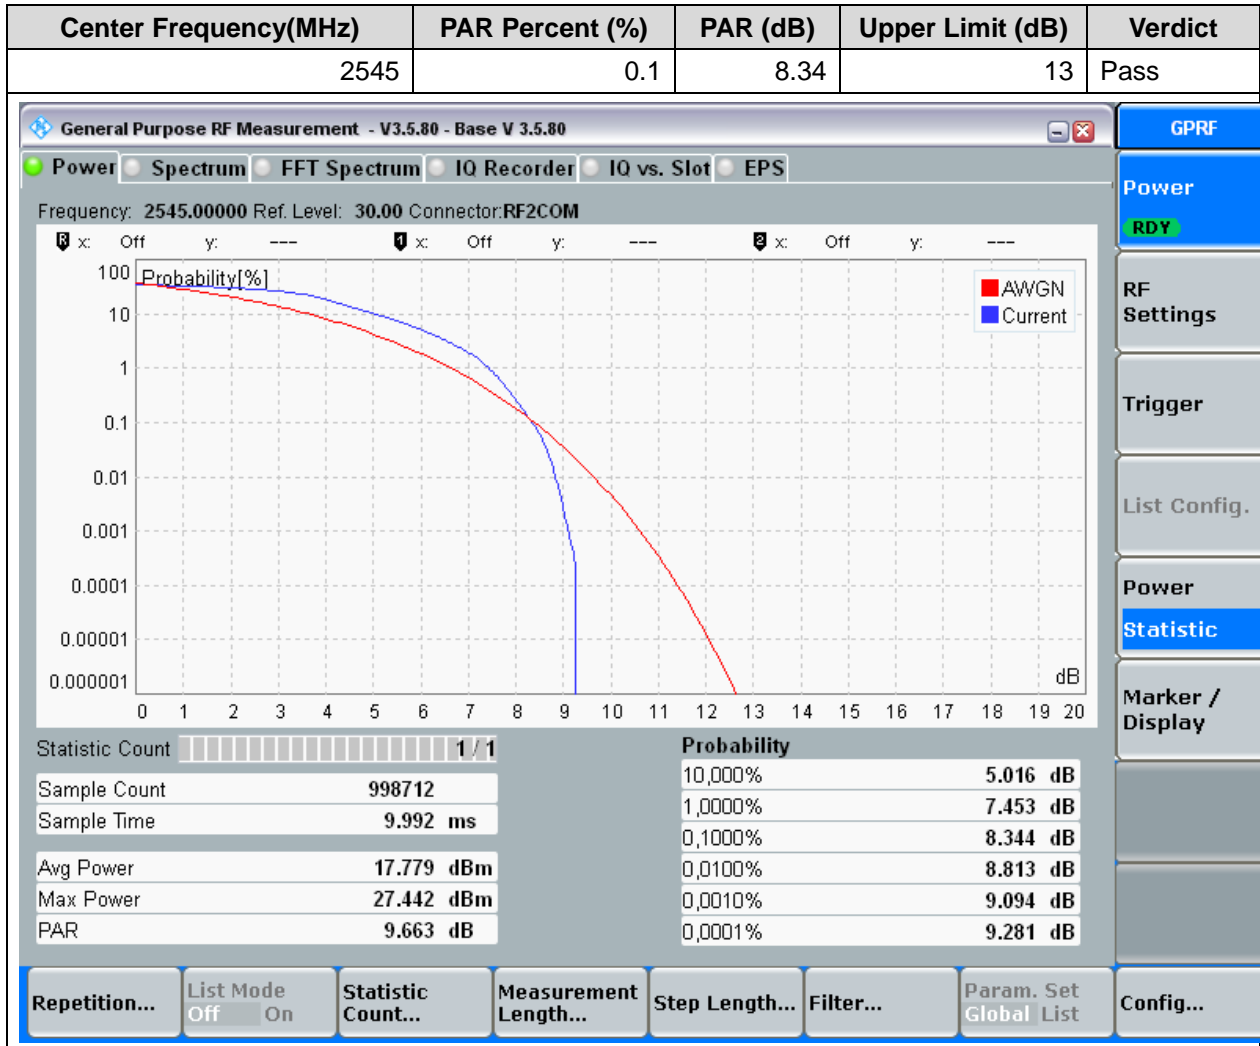 Center Frequency(MHz) PAR Percent (%) PAR (dB) Upper Limit (dB) Verdict
2545 0.1 8.34 13 Pass
General Purpose RF Measurement - V3.5.80 - Base V 3.5.80
GPRF
Power Spectrum FFT Spectrum IQ Recorder IQ vs. Slot EPS
Frequency: 2545.00000 Ref. Level: 30.00 Connector:RF2COM
R x: Off y: --- 1 x: Off y: --- 2 x: Off y: ---
Probability[%]
100
10
1
0.1
0.01
0.001
0.0001
0.00001
0.000001
AWGN
Current
dB
0 1 2 3 4 5 6 7 8 9 10 11 12 13 14 15 16 17 18 19 20
Statistic Count 1 / 1
Sample Count 998712
Sample Time 9.992 ms
Avg Power 17.779 dBm
Max Power 27.442 dBm
PAR 9.663 dB
Probability
10,000% 5.016 dB
1,0000% 7.453 dB
0,1000% 8.344 dB
0,0100% 8.813 dB
0,0010% 9.094 dB
0,0001% 9.281 dB
Power
RDY
RF
Settings
Trigger
List Config.
Power
Statistic
Marker /
Display
Repetition...
List Mode
Off On
Statistic
Count...
Measurement
Length...
Step Length...
Filter...
Param. Set
Global List
Config...